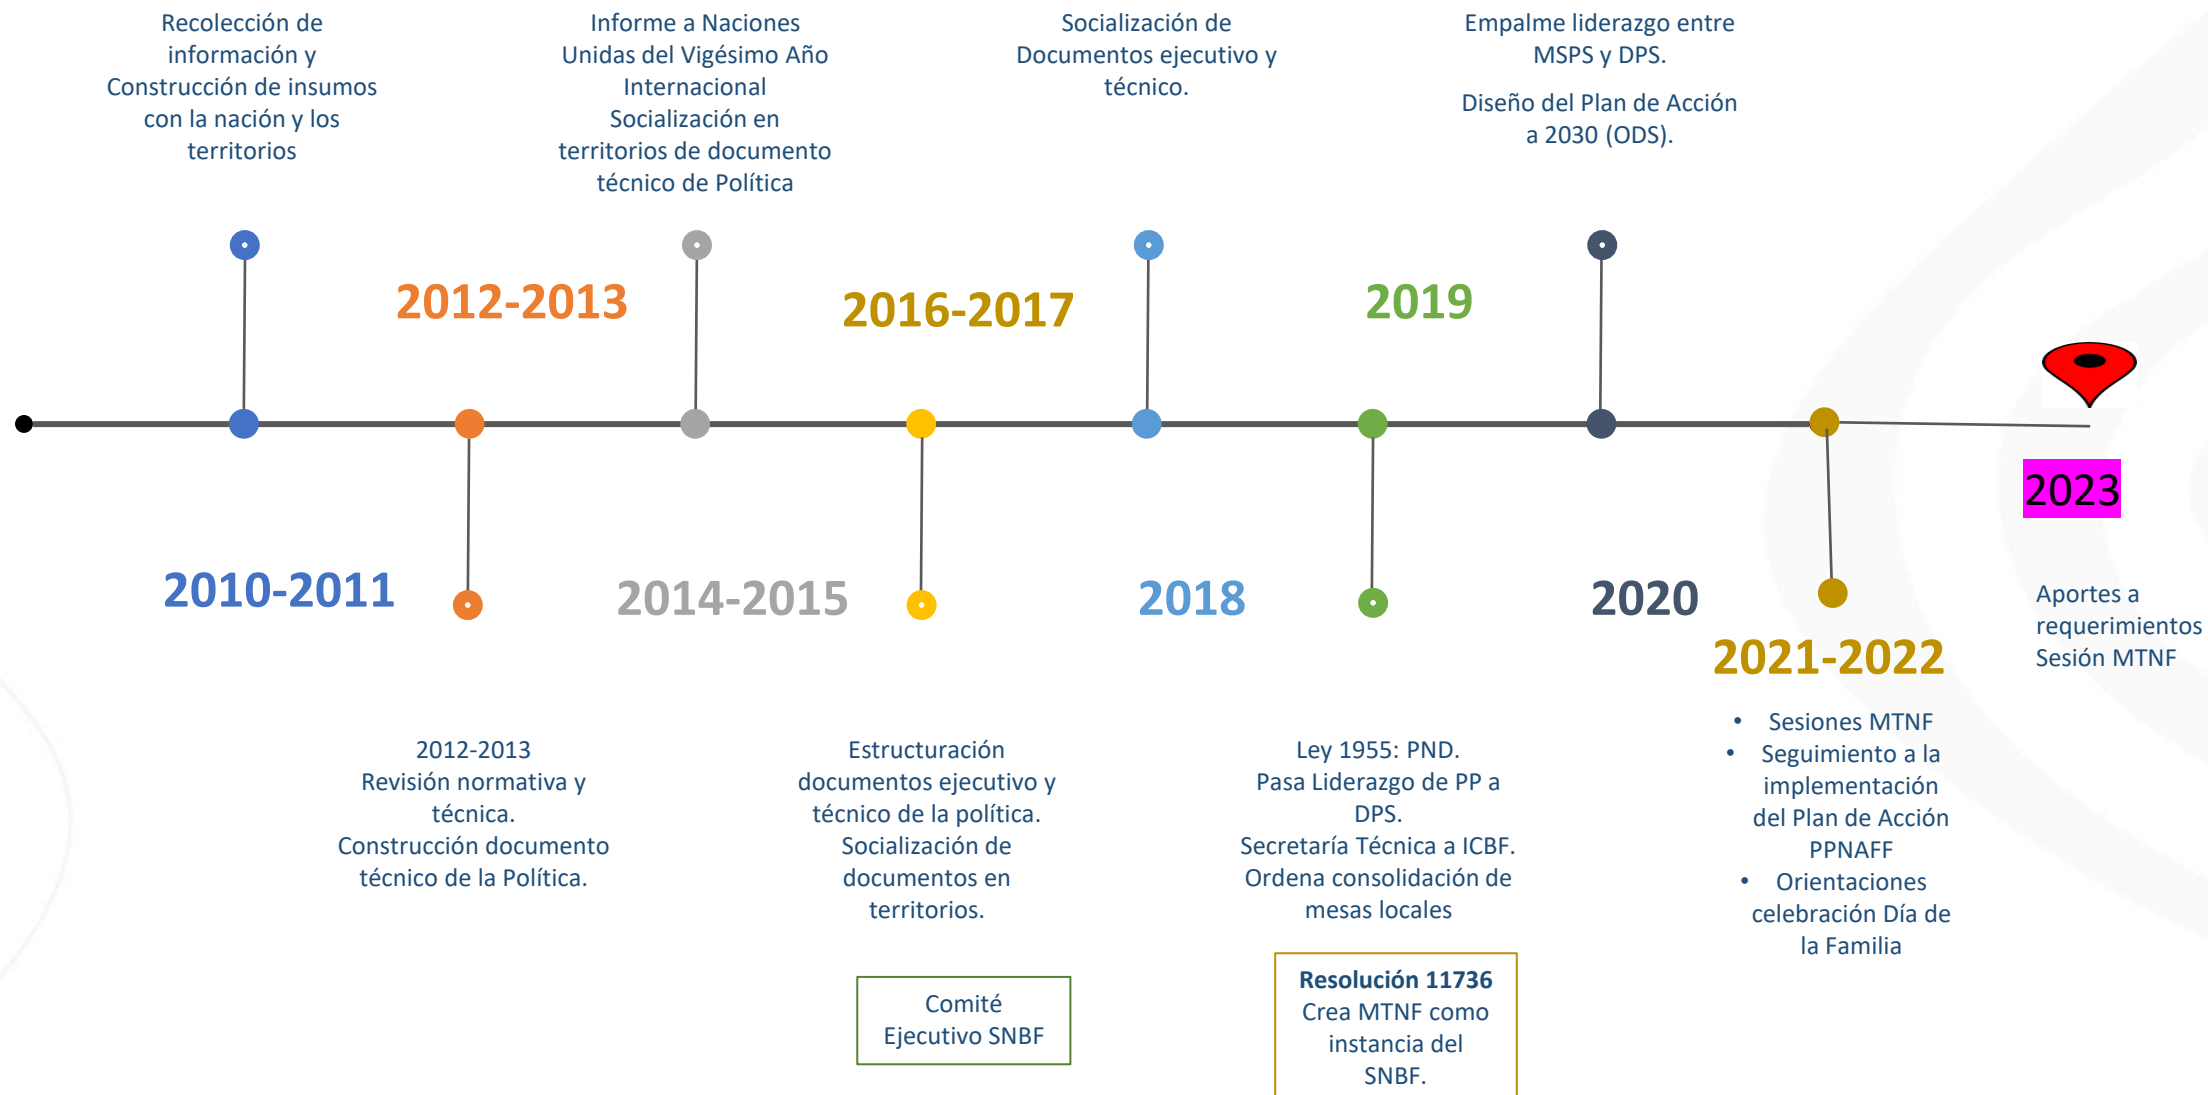 Recolección de
información y
Construcción de insumos
con la nación y los
territorios
Informe a Naciones
Unidas del Vigésimo Año
Internacional
Socialización en
territorios de documento
técnico de Política
Socialización de
Documentos ejecutivo y
técnico.
Empalme liderazgo entre
MSPS y DPS.
Diseño del Plan de Acción
a 2030 (ODS).
2012-2013
2016-2017
2019
2023
2010-2011
2014-2015
2018
2020
2021-2022
Aportes a
requerimientos
Sesión MTNF
2012-2013
Revisión normativa y
técnica.
Construcción documento
técnico de la Política.
Estructuración
documentos ejecutivo y
técnico de la política.
Socialización de
documentos en
territorios.
Comité
Ejecutivo SNBF
Ley 1955: PND.
Pasa Liderazgo de PP a
DPS.
Secretaría Técnica a ICBF.
Ordena consolidación de
mesas locales
Resolución 11736
Crea MTNF como
instancia del
SNBF.
• Sesiones MTNF
• Seguimiento a la
implementación
del Plan de Acción
PPNAFF
• Orientaciones
celebración Día de
la Familia